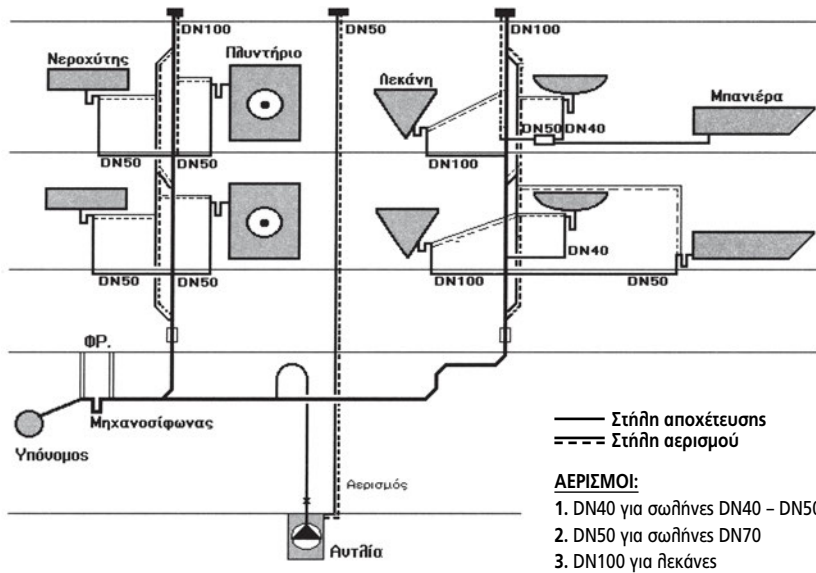 DN100 DN50 DN100
Νεροχύτης Πλυντήριο Λεκάνη Μπανιέρα
DN50 DN40
DN50 DN50 DN100
DN40
DN50 DN50 DN100 DN50
ΦΡ.
Μηχανοσίφωνας
Υπόνομος
Αερισμός
Αυτλία
Στήλη αποχέτευσης
Στήλη αερισμού
ΑΕΡΙΣΜΟΙ:
1. DN40 για σωλήνες DN40 – DN50
2. DN50 για σωλήνες DN70
3. DN100 για λεκάνες